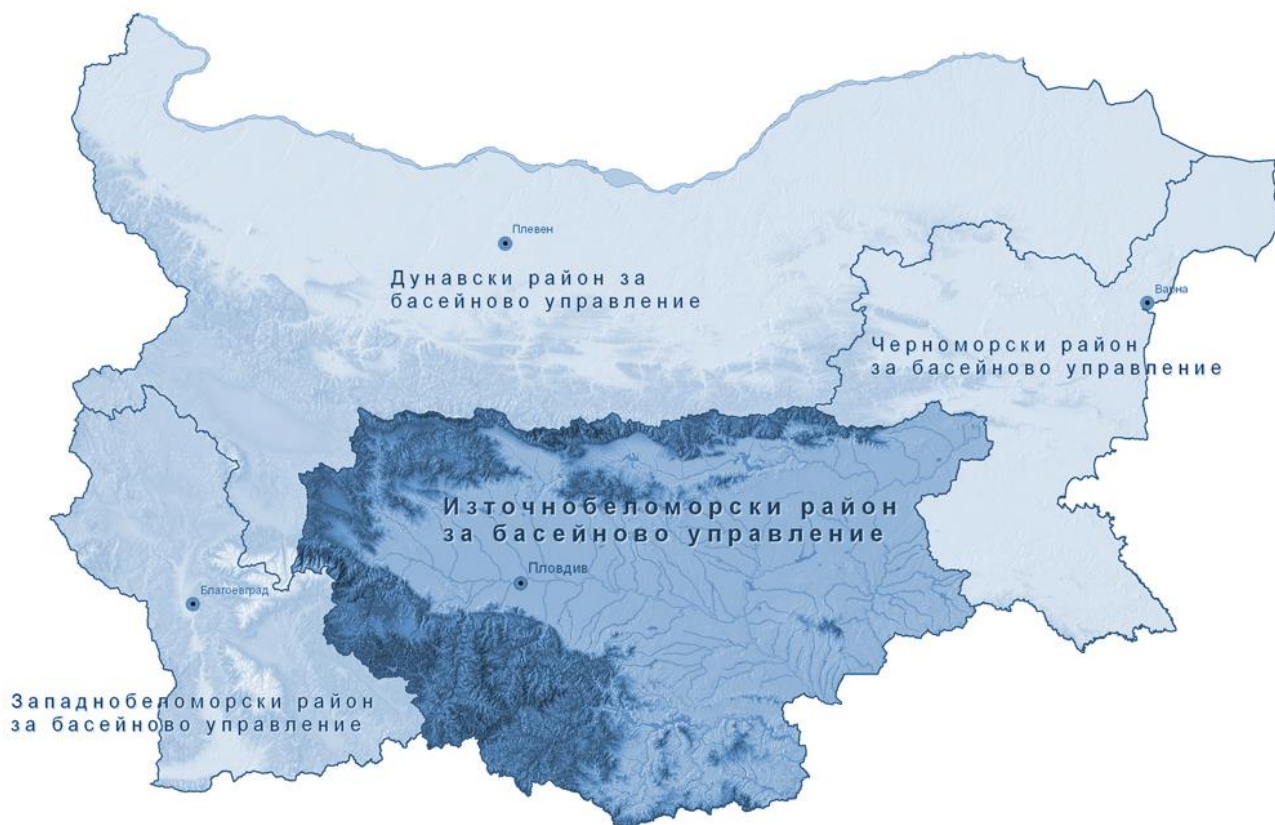 Плевен
Дунавски район за
басейново управление
Варна
Черноморски район
за басейново управление
Източнобеломорски район
за басейново управление
Пловдив
Благоевград
Западнобеломорски район
за басейново управление